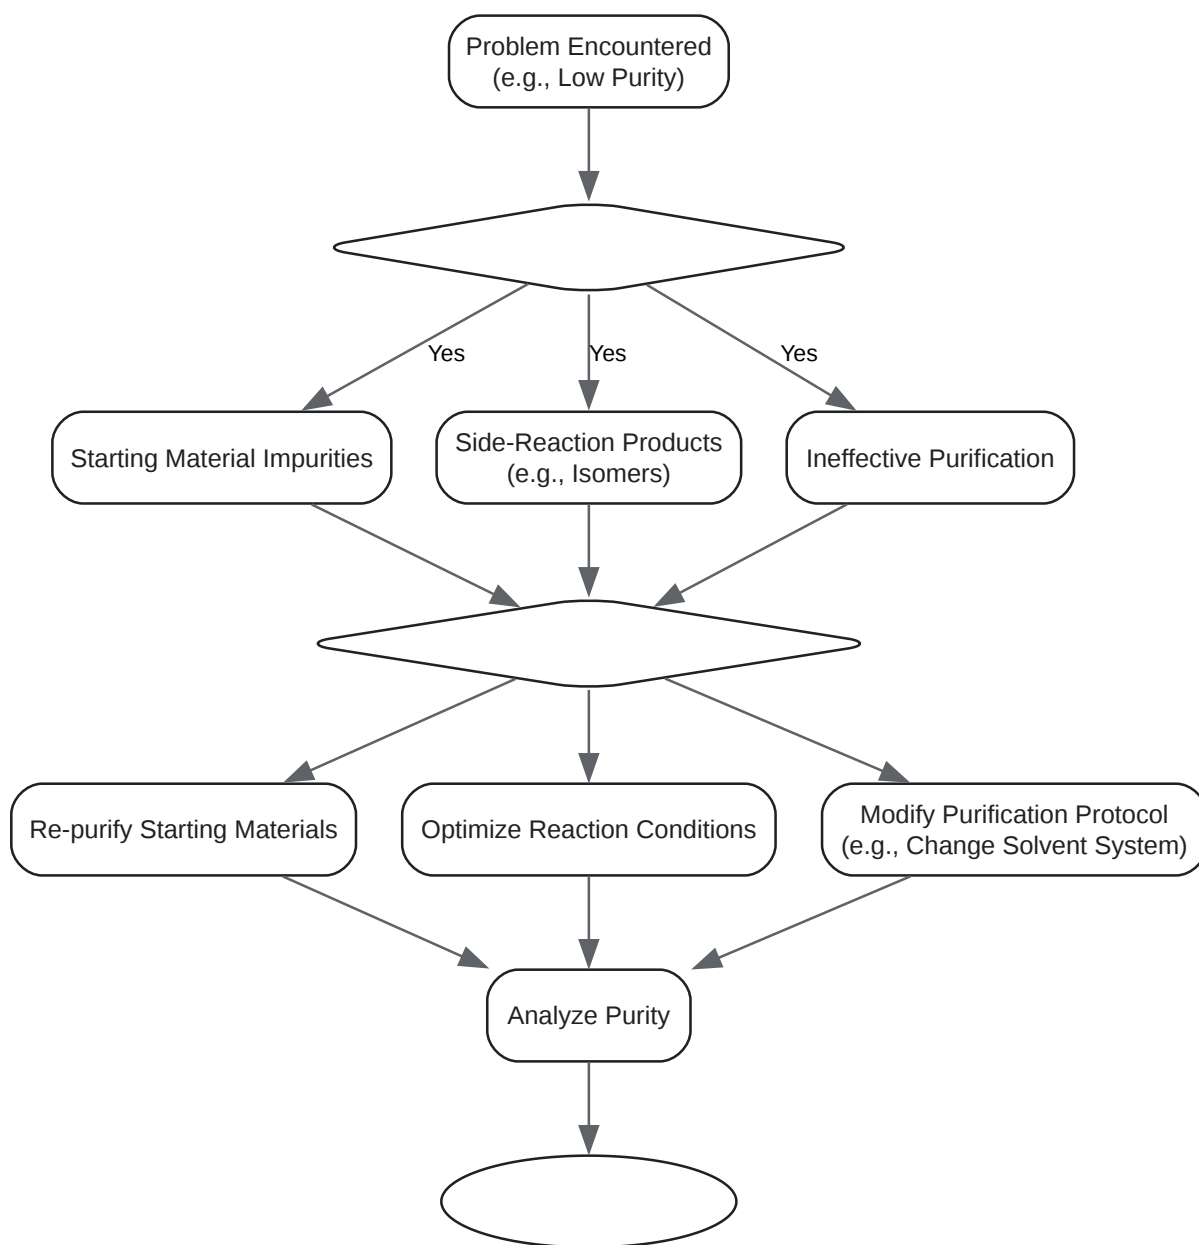 Problem Encountered
(e.g., Low Purity)
Yes
Yes
Yes
Starting Material Impurities
Side-Reaction Products
(e.g., Isomers)
Ineffective Purification
Re-purify Starting Materials
Optimize Reaction Conditions
Modify Purification Protocol
(e.g., Change Solvent System)
Analyze Purity